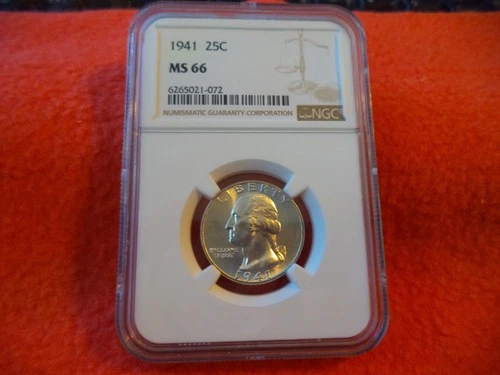 1941 25C
MS 66
6265021-072
NUMISMATIC GUARANTY CORPORATION
NGC
LIBERTY
1941